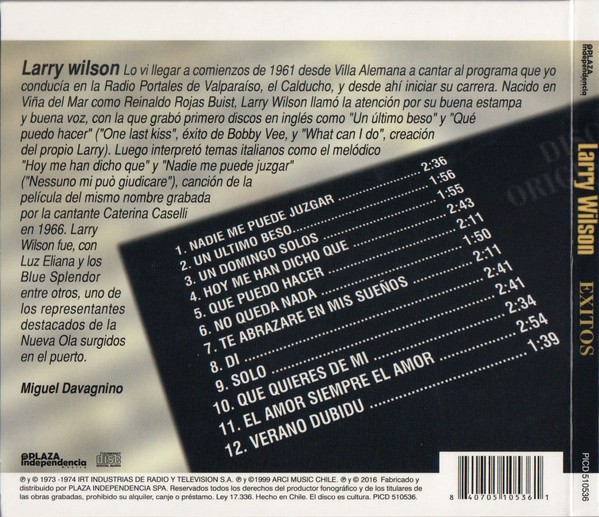 Larry wilson Lo vi llegar a comienzos de 1961 desde Villa Alemana a cantar al programa que yo
conducía en la Radio Portales de Valparaíso, el Calducho, y desde ahí iniciar su carrera. Nacido en
Viña del Mar como Reinaldo Rojas Buist, Larry Wilson llamó la atención por su buena estampa
y buena voz, con la que grabó primero discos en inglés como "Un último beso" y "Qué
puedo hacer" ("One last kiss", éxito de Bobby Vee, y "What can I do", creación
del propio Larry). Luego interpretó temas italianos como el melódico
"Hoy me han dicho que" y "Nadie me puede juzgar"
("Nessuno mi può giudicare"), canción de la
película del mismo nombre grabada
por la cantante Caterina Caselli
en 1966. Larry
Wilson fue, con
Luz Eliana y los
Blue Splendor
entre otros, uno de
los representantes
destacados de la
Nueva Ola surgidos
en el puerto.
Miguel Davagnino
1. NADIE ME PUEDE JUZGAR 2:36
2. UN ULTIMO BESO 1:56
3. UN DOMINGO SOLOS 1:55
4. HOY ME HAN DICHO QUE 2:43
5. QUE PUEDO HACER 2:11
6. NO QUEDA NADA 1:50
7. TE ABRAZARE EN MIS SUEÑOS 2:11
8. DI 2:41
9. SOLO 2:41
10. QUE QUIERES DE MI 2:34
11. EL AMOR SIEMPRE EL AMOR 2:54
12. VERANO DUBIDU 1:39
PLAZA
independencia
MUSICA
COMPACT
disc
DIGITAL AUDIO
℗ y © 1973 -1974 IRT INDUSTRIAS DE RADIO Y TELEVISION S.A. ℗ y ©1999 ARCI MUSIC CHILE. ℗ y © 2016 Fabricado y
distribuido por PLAZA INDEPENDENCIA SPA. Reservados todos los derechos del productor fonográfico y de los titulares de
las obras grabadas, prohibido su alquiler, canje o préstamo. Ley 17.336. Hecho en Chile. El disco es cultura. PICD 510536.
8 40705 10536 1
PLAZA
independencia
Larry Wilson
EXITOS
PICD 510536